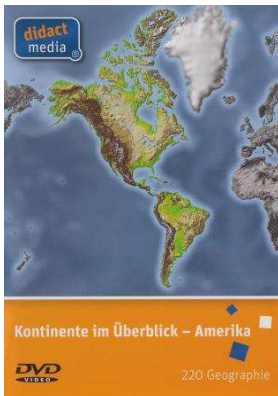 didact
media ®
Kontinente im Überblick – Amerika
DVD
VIDEO
220 Geographie